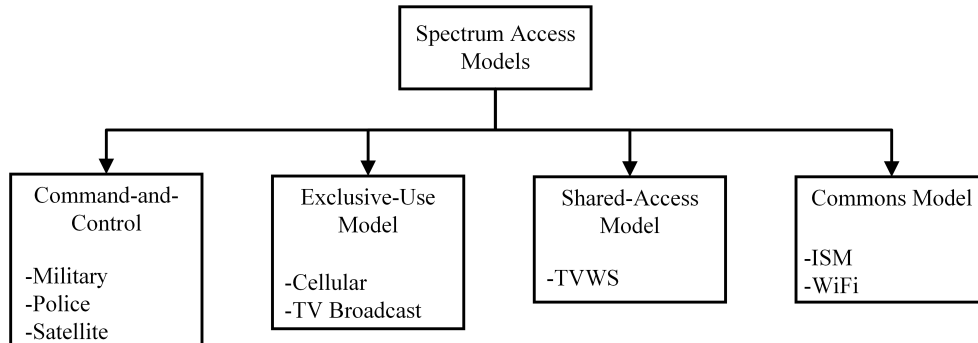 Spectrum Access
Models
Command-and-
Control
-Military
-Police
-Satellite
Exclusive-Use
Model
-Cellular
-TV Broadcast
Shared-Access
Model
-TVWS
Commons Model
-ISM
-WiFi